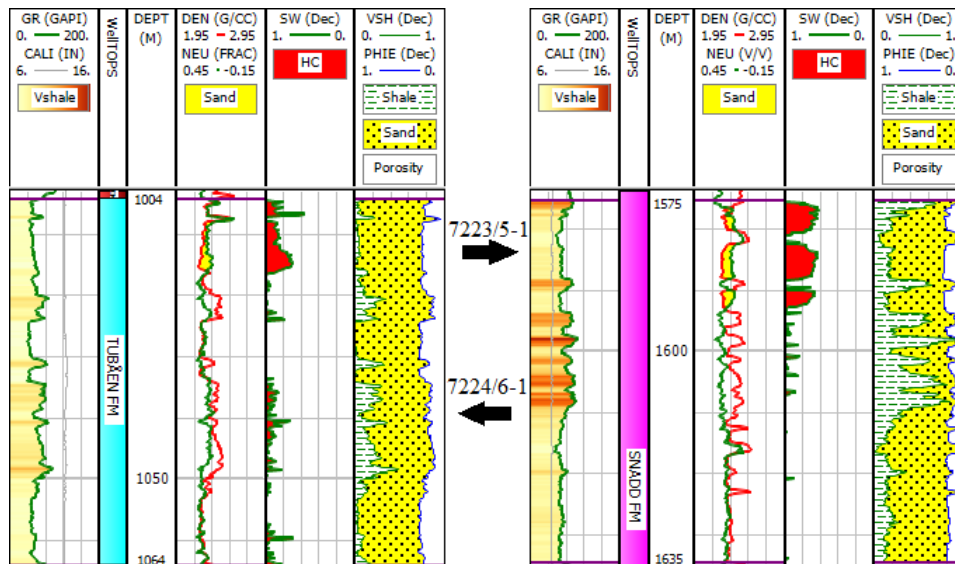 GR (GAPI)
0. 200.
CALI (IN)
6. 16.
Vshale
WellTOPS
DEPT
(M)
DEN (G/CC)
1.95 2.95
NEU (FRAC)
0.45 -0.15
Sand
SW (Dec)
1. 0.
HC
VSH (Dec)
0. 1.
PHIE (Dec)
1. 0.
Shale
Sand
Porosity
1004
TUBÅEN FM
1050
1064
7223/5-1
7224/6-1
GR (GAPI)
0. 200.
CALI (IN)
6. 16.
Vshale
WellTOPS
DEPT
(M)
DEN (G/CC)
1.95 2.95
NEU (V/V)
0.45 -0.15
Sand
SW (Dec)
1. 0.
HC
VSH (Dec)
0. 1.
PHIE (Dec)
1. 0.
Shale
Sand
Porosity
1575
1600
SNADD FM
1635